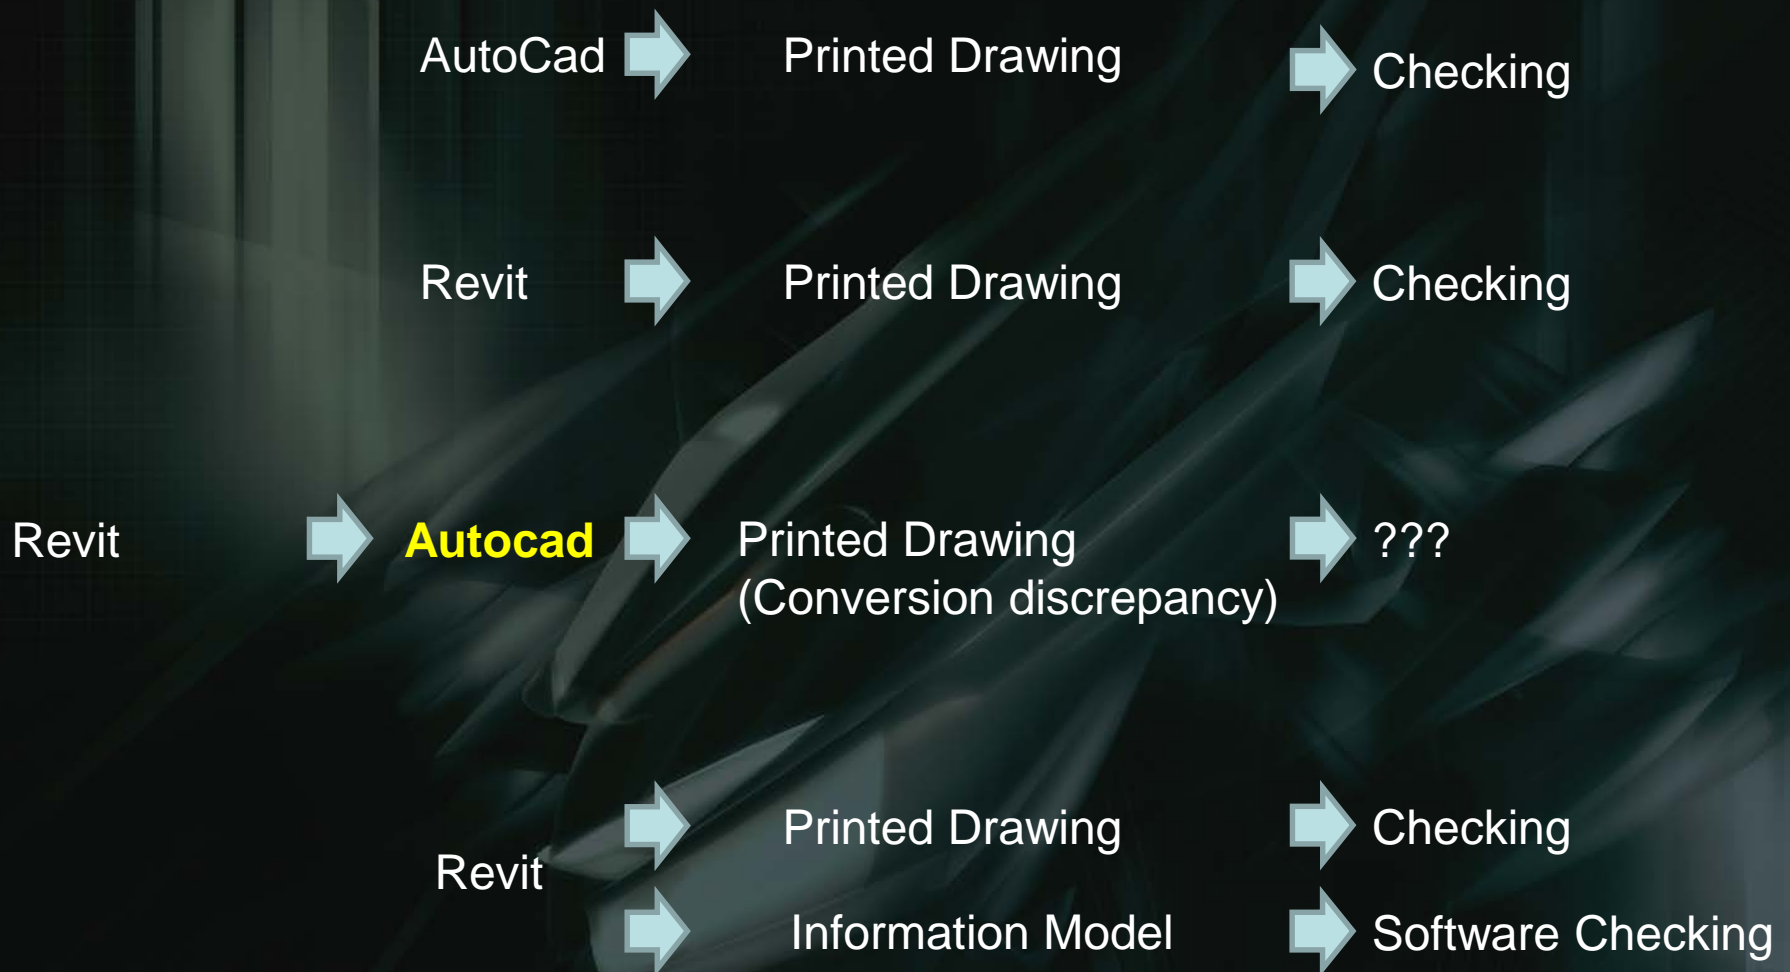 AutoCad Printed Drawing Checking
Revit Printed Drawing Checking
Revit Autocad Printed Drawing ???
(Conversion discrepancy)
Printed Drawing Checking
Revit
Information Model Software Checking